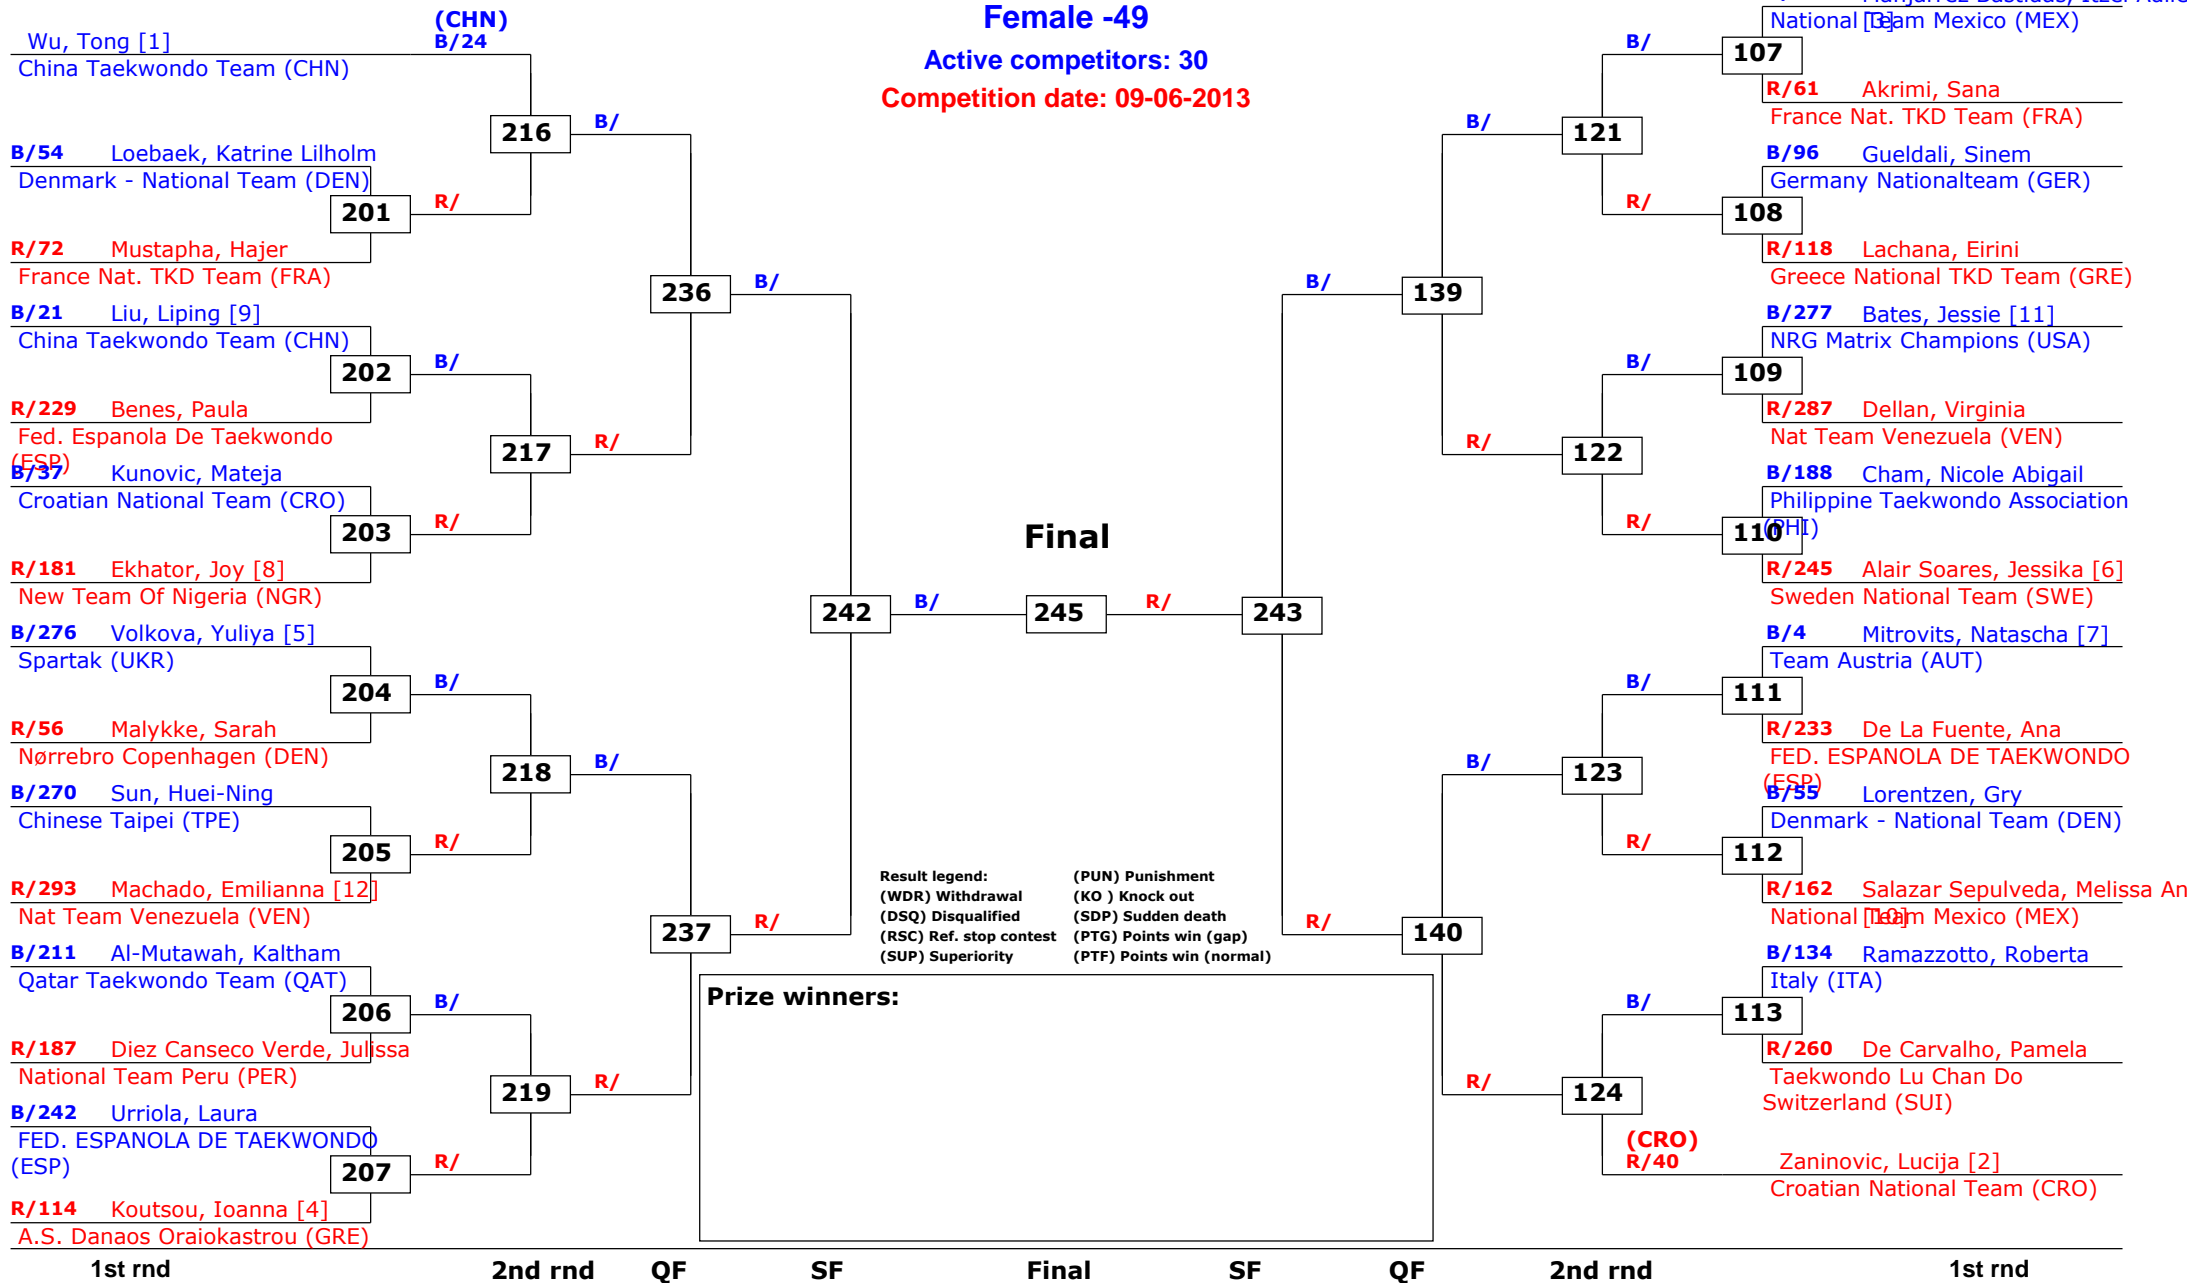 Female -49
Active competitors: 30
Competition date: 09-06-2013
(CHN)
Wu, Tong [1]
B/24
China Taekwondo Team (CHN)
216
B/
B/54 Loebaek, Katrine Lilholm
Denmark - National Team (DEN)
201
R/
R/72 Mustapha, Hajer
France Nat. TKD Team (FRA)
236
B/
B/21 Liu, Liping [9]
China Taekwondo Team (CHN)
202
B/
R/229 Benes, Paula
Fed. Espanola De Taekwondo
(ESP)
217
R/
B/37 Kunovic, Mateja
Croatian National Team (CRO)
203
R/
R/181 Ekhator, Joy [8]
New Team Of Nigeria (NGR)
242
B/
B/276 Volkova, Yuliya [5]
Spartak (UKR)
204
B/
R/56 Malykke, Sarah
Nørrebro Copenhagen (DEN)
218
B/
B/270 Sun, Huei-Ning
Chinese Taipei (TPE)
205
R/
R/293 Machado, Emilianna [12]
Nat Team Venezuela (VEN)
237
R/
B/211 Al-Mutawah, Kaltham
Qatar Taekwondo Team (QAT)
206
B/
R/187 Diez Canseco Verde, Julissa
National Team Peru (PER)
219
R/
B/242 Urriola, Laura
FED. ESPANOLA DE TAEKWONDO
(ESP)
207
R/
R/114 Koutsou, Ioanna [4]
A.S. Danaos Oraiokastrou (GRE)
Final
245
R/
243
[3]
National Team Mexico (MEX)
107
B/
R/61 Akrimi, Sana
France Nat. TKD Team (FRA)
121
B/
B/96 Gueldali, Sinem
Germany Nationalteam (GER)
108
R/
R/118 Lachana, Eirini
Greece National TKD Team (GRE)
139
B/
B/277 Bates, Jessie [11]
NRG Matrix Champions (USA)
109
B/
R/287 Dellan, Virginia
Nat Team Venezuela (VEN)
122
R/
B/188 Cham, Nicole Abigail
Philippine Taekwondo Association
(PHI)
110
R/
R/245 Alair Soares, Jessika [6]
Sweden National Team (SWE)
B/4 Mitrovits, Natascha [7]
Team Austria (AUT)
111
B/
R/233 De La Fuente, Ana
FED. ESPANOLA DE TAEKWONDO
(ESP)
123
B/
B/55 Lorentzen, Gry
Denmark - National Team (DEN)
112
R/
R/162 Salazar Sepulveda, Melissa An
[10]
National Team Mexico (MEX)
140
R/
B/134 Ramazzotto, Roberta
Italy (ITA)
113
B/
R/260 De Carvalho, Pamela
Taekwondo Lu Chan Do
Switzerland (SUI)
124
R/
(CRO)
R/40 Zaninovic, Lucija [2]
Croatian National Team (CRO)
Result legend: (PUN) Punishment
(WDR) Withdrawal (KO ) Knock out
(DSQ) Disqualified (SDP) Sudden death
(RSC) Ref. stop contest (PTG) Points win (gap)
(SUP) Superiority (PTF) Points win (normal)
Prize winners:
1st rnd 2nd rnd QF SF Final SF QF 2nd rnd 1st rnd